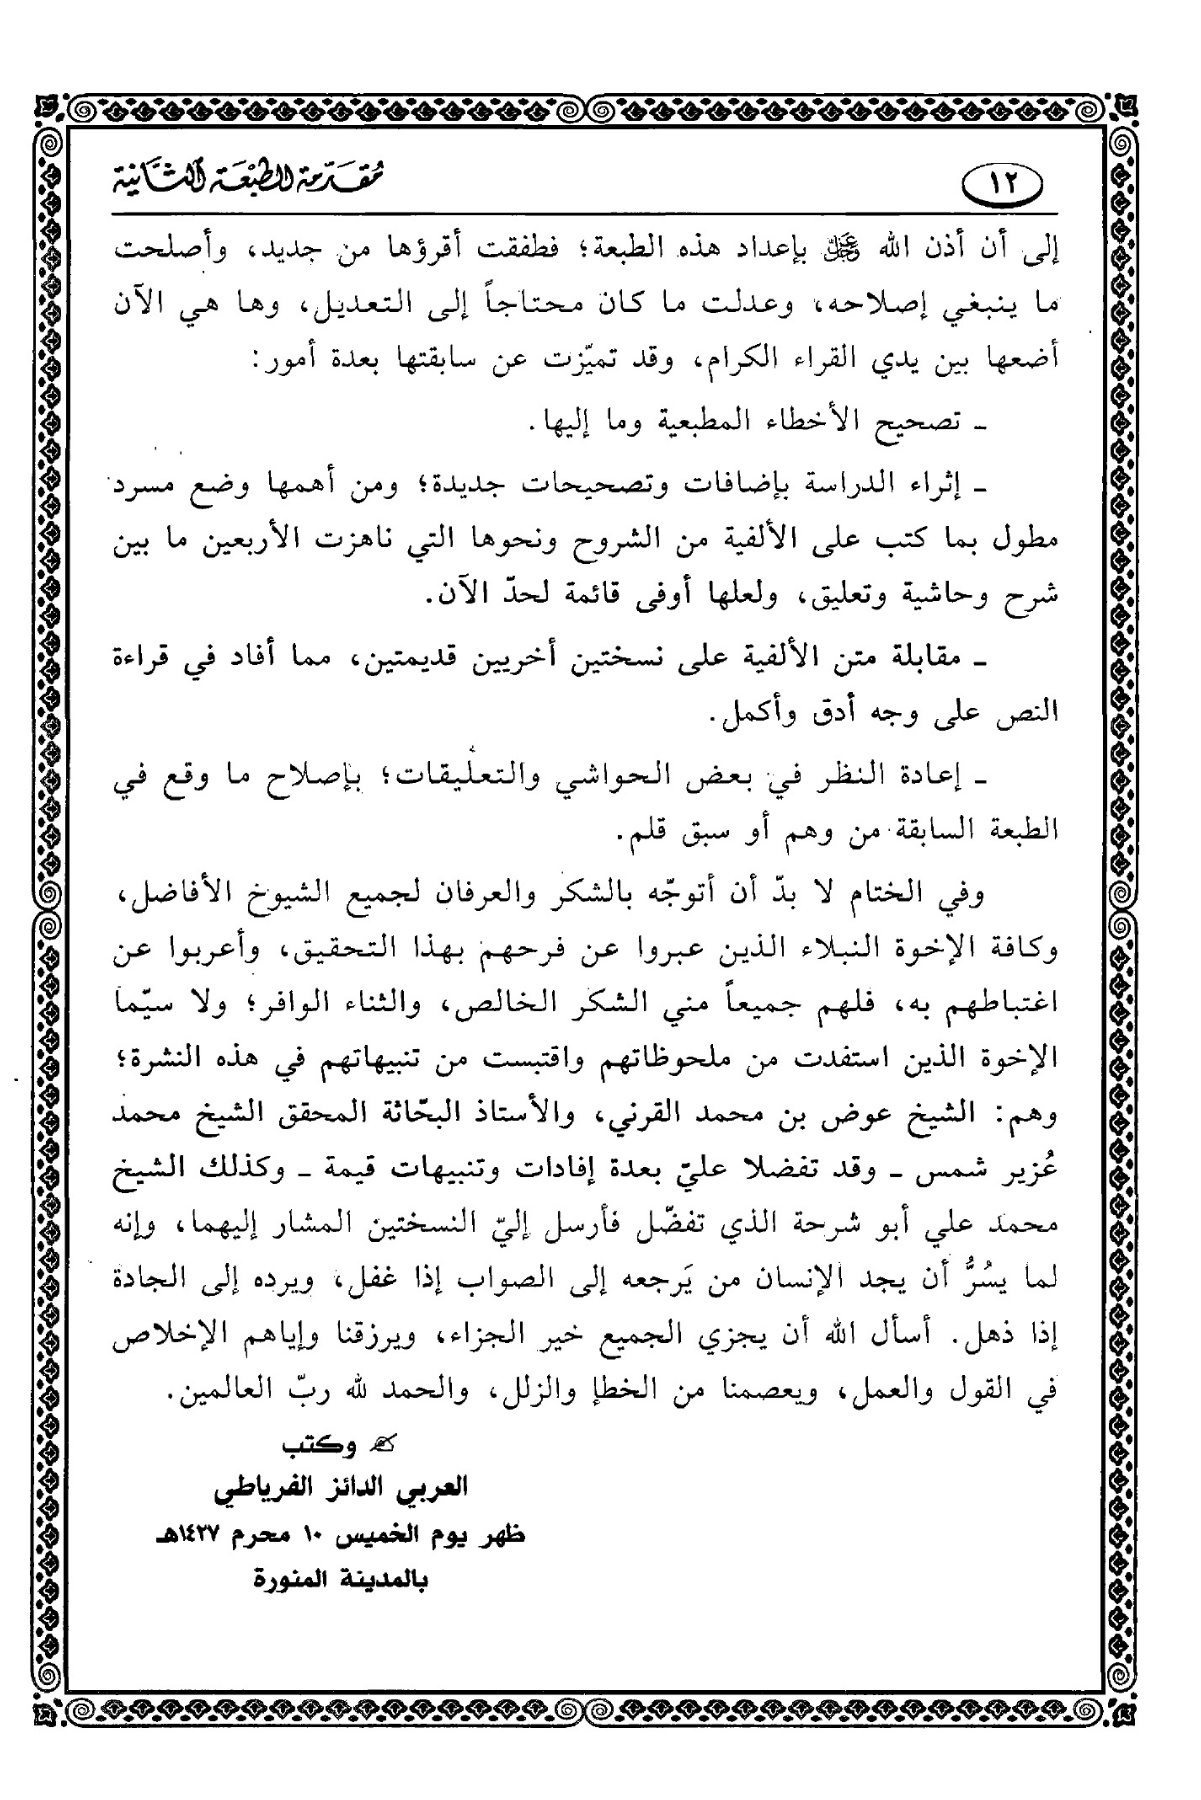 ١٢
مُقَدّمة الطَّبْعَة الثَّانية
إلى أن أذن الله ﷿ بإعداد هذه الطبعة؛ فطفقت أقرؤها من جديد، وأصلحت
ما ينبغي إصلاحه، وعدلت ما كان محتاجاً إلى التعديل، وها هي الآن
أضعها بين يدي القراء الكرام، وقد تميّزت عن سابقتها بعدة أمور:
ـ تصحيح الأخطاء المطبعية وما إليها.
ـ إثراء الدراسة بإضافات وتصحيحات جديدة؛ ومن أهمها وضع مسرد
مطول بما كتب على الألفية من الشروح ونحوها التي ناهزت الأربعين ما بين
شرح وحاشية وتعليق، ولعلها أوفى قائمة لحدّ الآن.
ـ مقابلة متن الألفية على نسختين أخريين قديمتين، مما أفاد في قراءة
النص على وجه أدق وأكمل.
ـ إعادة النظر في بعض الحواشي والتعليقات؛ بإصلاح ما وقع في
الطبعة السابقة من وهم أو سبق قلم.
وفي الختام لا بدّ أن أتوجّه بالشكر والعرفان لجميع الشيوخ الأفاضل،
وكافة الإخوة النبلاء الذين عبروا عن فرحهم بهذا التحقيق، وأعربوا عن
اغتباطهم به، فلهم جميعاً مني الشكر الخالص، والثناء الوافر؛ ولا سيّما
الإخوة الذين استفدت من ملحوظاتهم واقتبست من تنبيهاتهم في هذه النشرة؛
وهم: الشيخ عوض بن محمد القرني، والأستاذ البحّاثة المحقق الشيخ محمد
عُزير شمس ـ وقد تفضلا عليّ بعدة إفادات وتنبيهات قيمة ـ وكذلك الشيخ
محمد علي أبو شرحة الذي تفضّل فأرسل إليّ النسختين المشار إليهما، وإنه
لما يسُرُّ أن يجد الإنسان من يَرجعه إلى الصواب إذا غفل، ويرده إلى الجادة
إذا ذهل. أسأل الله أن يجزي الجميع خير الجزاء، ويرزقنا وإياهم الإخلاص
في القول والعمل، ويعصمنا من الخطإ والزلل، والحمد لله ربّ العالمين.
✍ وكتب
العربي الدائز الفرياطي
ظهر يوم الخميس ١٠ محرم ١٤٢٧هـ
بالمدينة المنورة